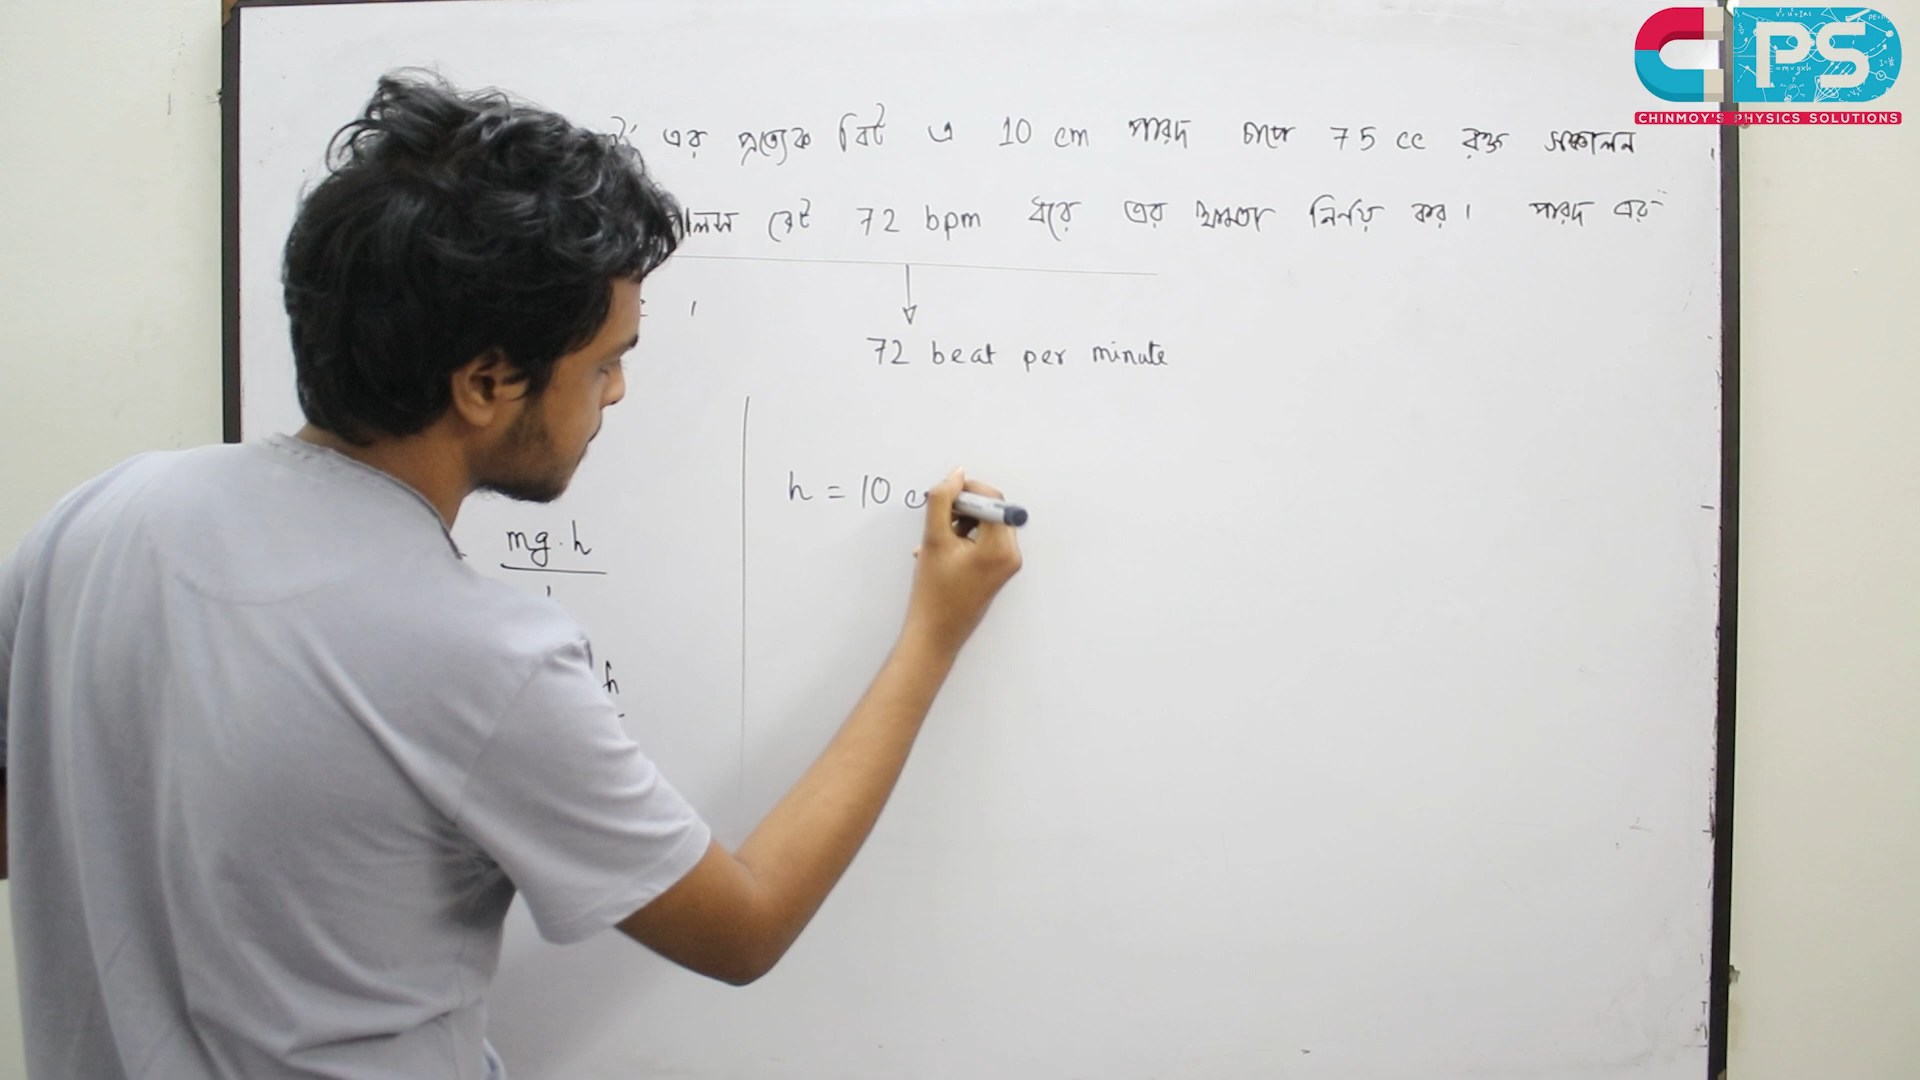 CPS
CHINMOY'S PHYSICS SOLUTIONS
এর প্রত্যেক বিট এ 10 cm পারদ চাপে 75 cc রক্ত সঞ্চালন
রেট 72 bpm ধরে এর ক্ষমতা নির্ণয় কর। পারদ এর
72 beat per minute
h = 10 c
mg.h
h